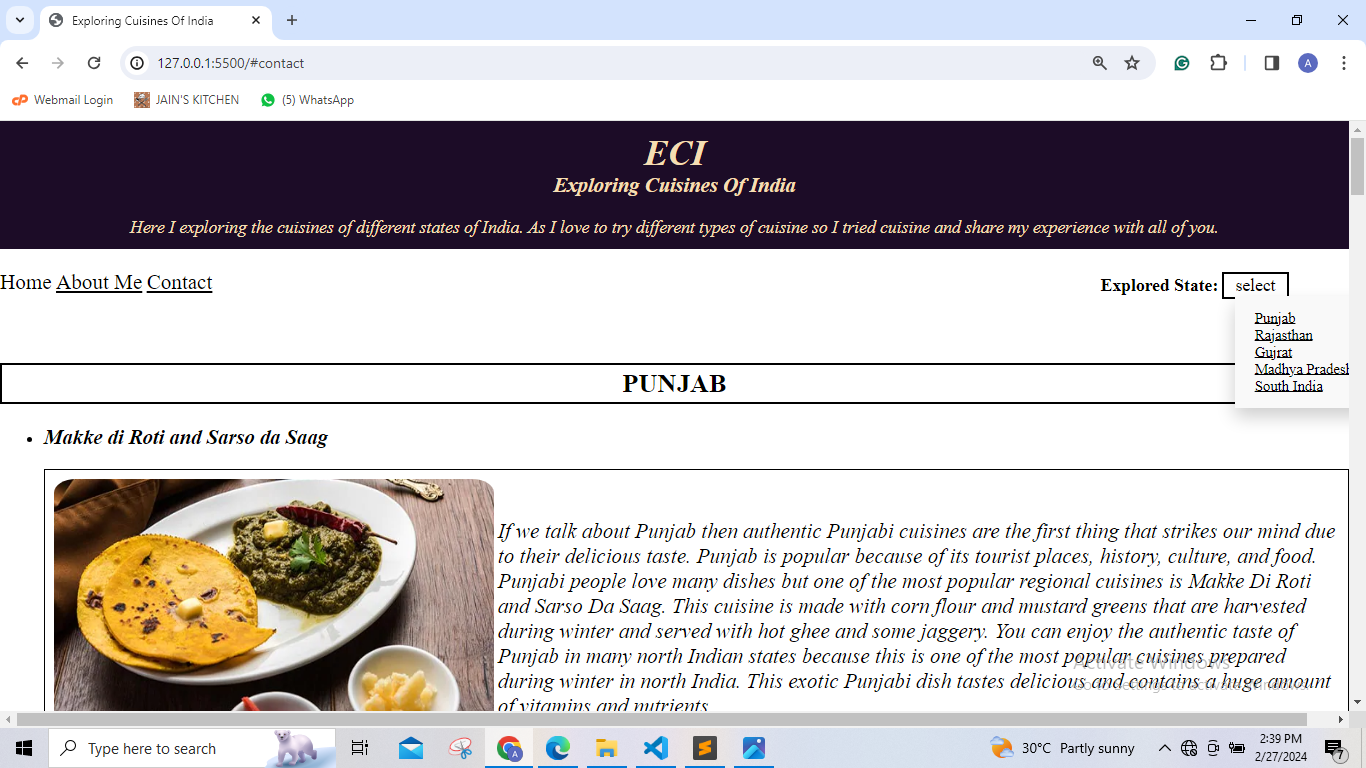 Exploring Cuisines Of India
127.0.0.1:5500/#contact
A
Webmail Login
JAIN'S KITCHEN
(5) WhatsApp
ECI
Exploring Cuisines Of India
Here I exploring the cuisines of different states of India. As I love to try different types of cuisine so I tried cuisine and share my experience with all of you.
Home About Me Contact
Explored State: select
Punjab
Rajasthan
Gujrat
Madhya Pradesh
South India
PUNJAB
Makke di Roti and Sarso da Saag
If we talk about Punjab then authentic Punjabi cuisines are the first thing that strikes our mind due
to their delicious taste. Punjab is popular because of its tourist places, history, culture, and food.
Punjabi people love many dishes but one of the most popular regional cuisines is Makke Di Roti
and Sarso Da Saag. This cuisine is made with corn flour and mustard greens that are harvested
during winter and served with hot ghee and some jaggery. You can enjoy the authentic taste of
Punjab in many north Indian states because this is one of the most popular cuisines prepared
during winter in north India. This exotic Punjabi dish tastes delicious and contains a huge amount
of vitamins and nutrients
Activate Windows
Go to Settings to activate Windows.
Type here to search
30°C Partly sunny
2:39 PM
2/27/2024
7